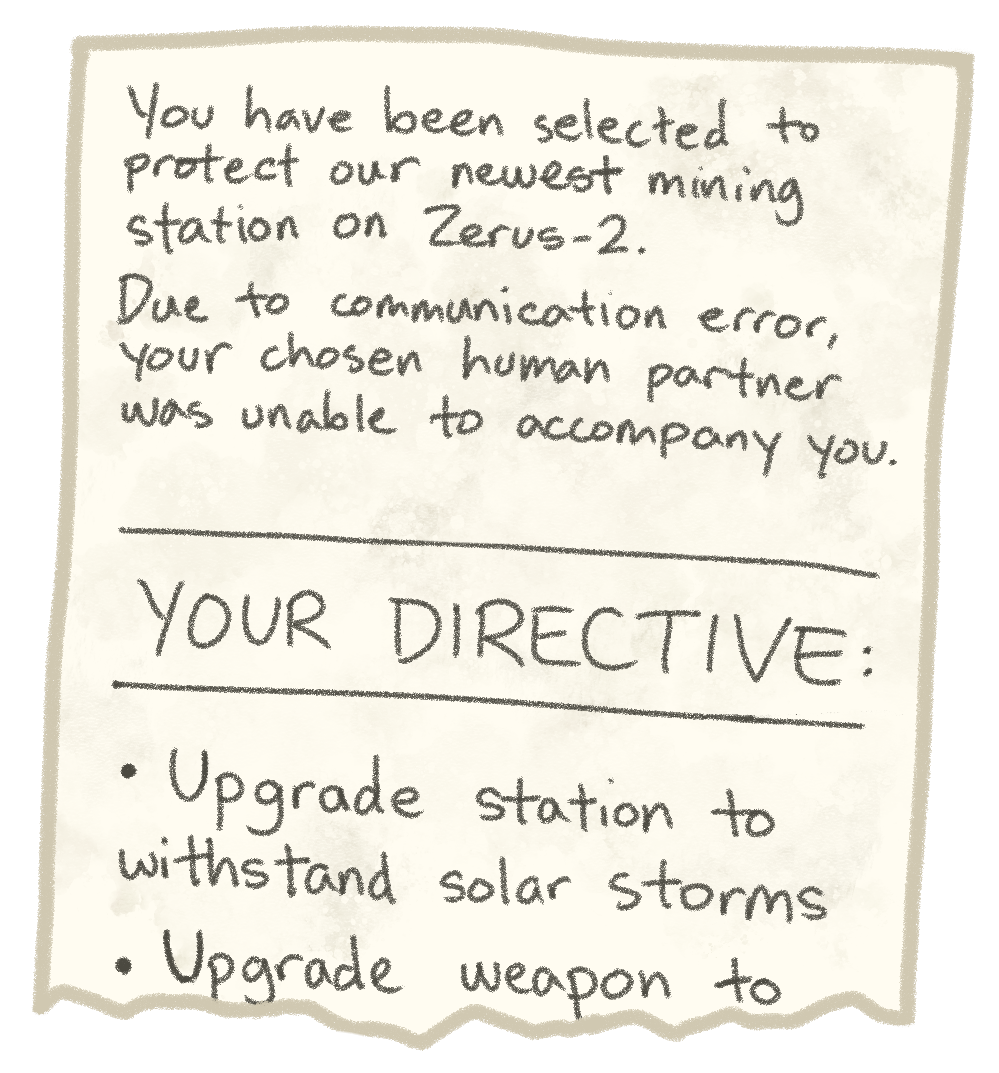 You have been selected to
protect our newest mining
station on Zerus-2.
Due to communication error,
your chosen human partner
was unable to accompany you.
YOUR DIRECTIVE:
• Upgrade station to
withstand solar storms
• Upgrade weapon to